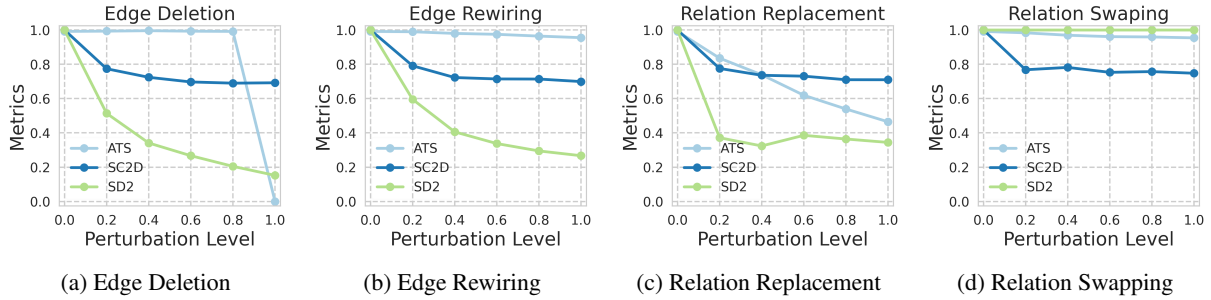 Edge Deletion
1.0
0.8
0.6
0.4
0.2
0.0
Metrics
ATS
SC2D
SD2
0.0 0.2 0.4 0.6 0.8 1.0
Perturbation Level
(a) Edge Deletion
Edge Rewiring
1.0
0.8
0.6
0.4
0.2
0.0
Metrics
ATS
SC2D
SD2
0.0 0.2 0.4 0.6 0.8 1.0
Perturbation Level
(b) Edge Rewiring
Relation Replacement
1.0
0.8
0.6
0.4
0.2
0.0
Metrics
ATS
SC2D
SD2
0.0 0.2 0.4 0.6 0.8 1.0
Perturbation Level
(c) Relation Replacement
Relation Swaping
1.0
0.8
0.6
0.4
0.2
0.0
Metrics
ATS
SC2D
SD2
0.0 0.2 0.4 0.6 0.8 1.0
Perturbation Level
(d) Relation Swapping